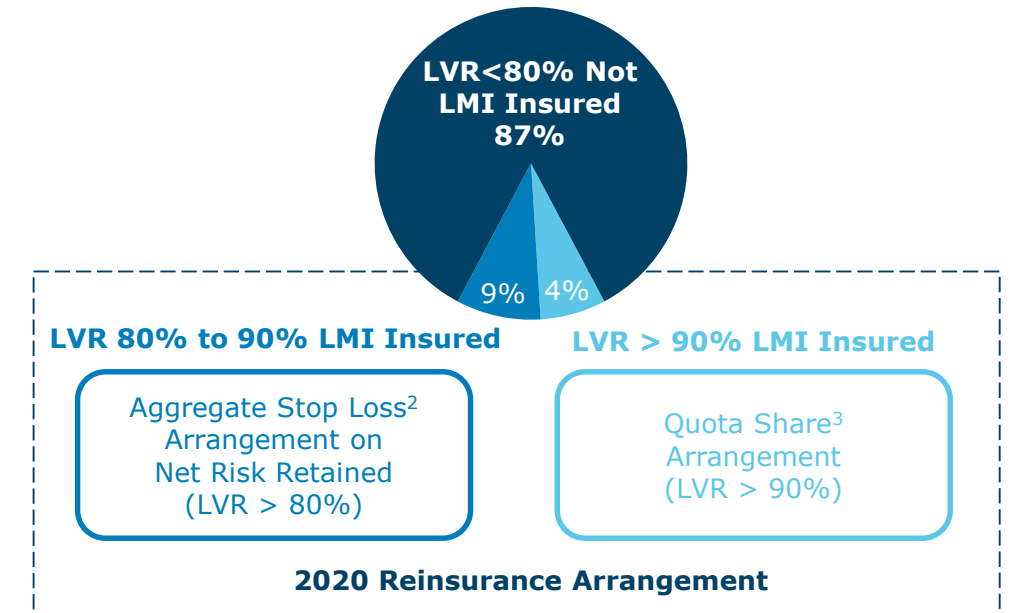 LVR<80% Not
LMI Insured
87%
9%
4%
LVR 80% to 90% LMI Insured
LVR > 90% LMI Insured
Aggregate Stop Loss²
Arrangement on
Net Risk Retained
(LVR > 80%)
Quota Share³
Arrangement
(LVR > 90%)
2020 Reinsurance Arrangement